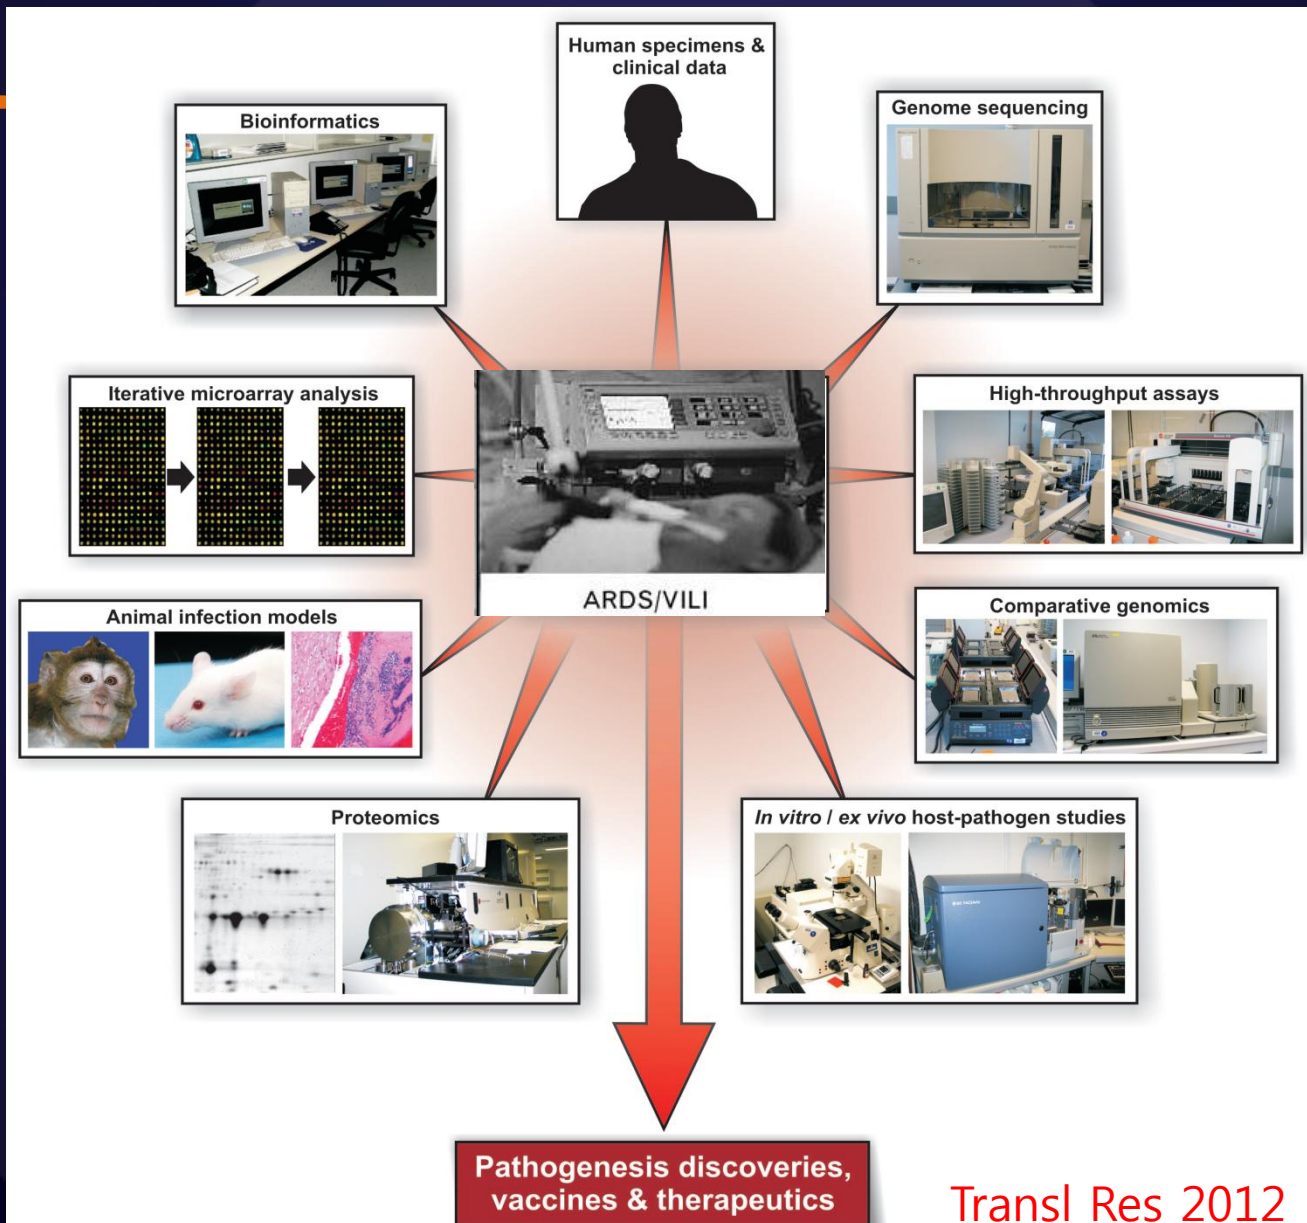 Human specimens &
clinical data
Bioinformatics
Genome sequencing
Iterative microarray analysis
High-throughput assays
ARDS/VILI
Animal infection models
Comparative genomics
Proteomics
In vitro / ex vivo host-pathogen studies
Pathogenesis discoveries,
vaccines & therapeutics
Transl Res 2012